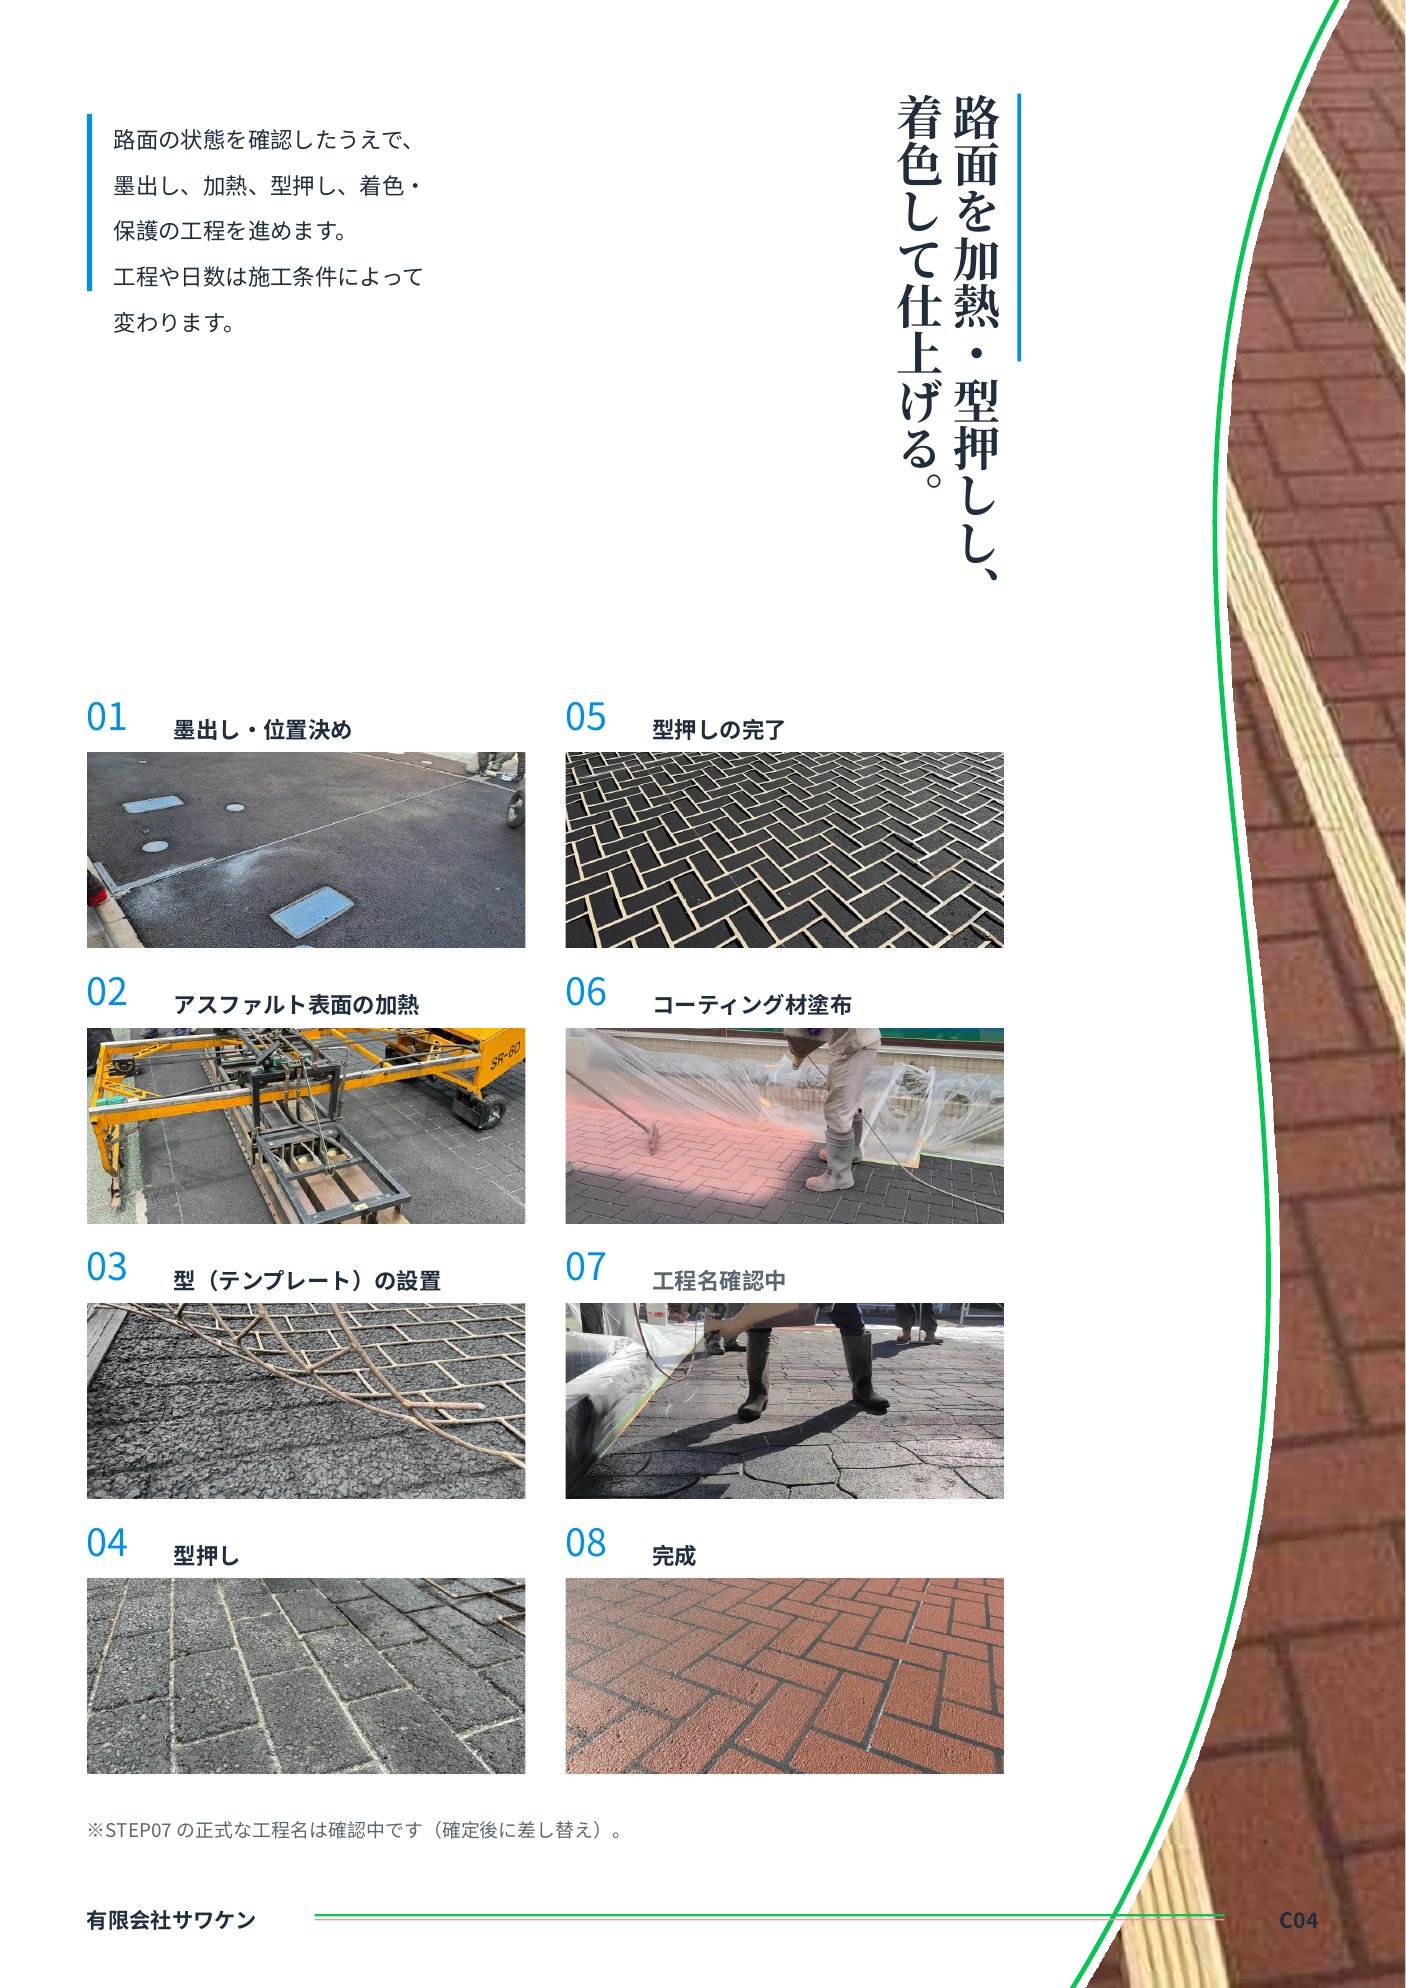 路面を加熱・型押しし、
着色して仕上げる。
路面の状態を確認したうえで、
墨出し、加熱、型押し、着色・
保護の工程を進めます。
工程や日数は施工条件によって
変わります。
01 墨出し・位置決め
02 アスファルト表面の加熱
SR-60
03 型（テンプレート）の設置
04 型押し
05 型押しの完了
06 コーティング材塗布
07 工程名確認中
08 完成
※STEP07 の正式な工程名は確認中です（確定後に差し替え）。
有限会社サワケン
C04